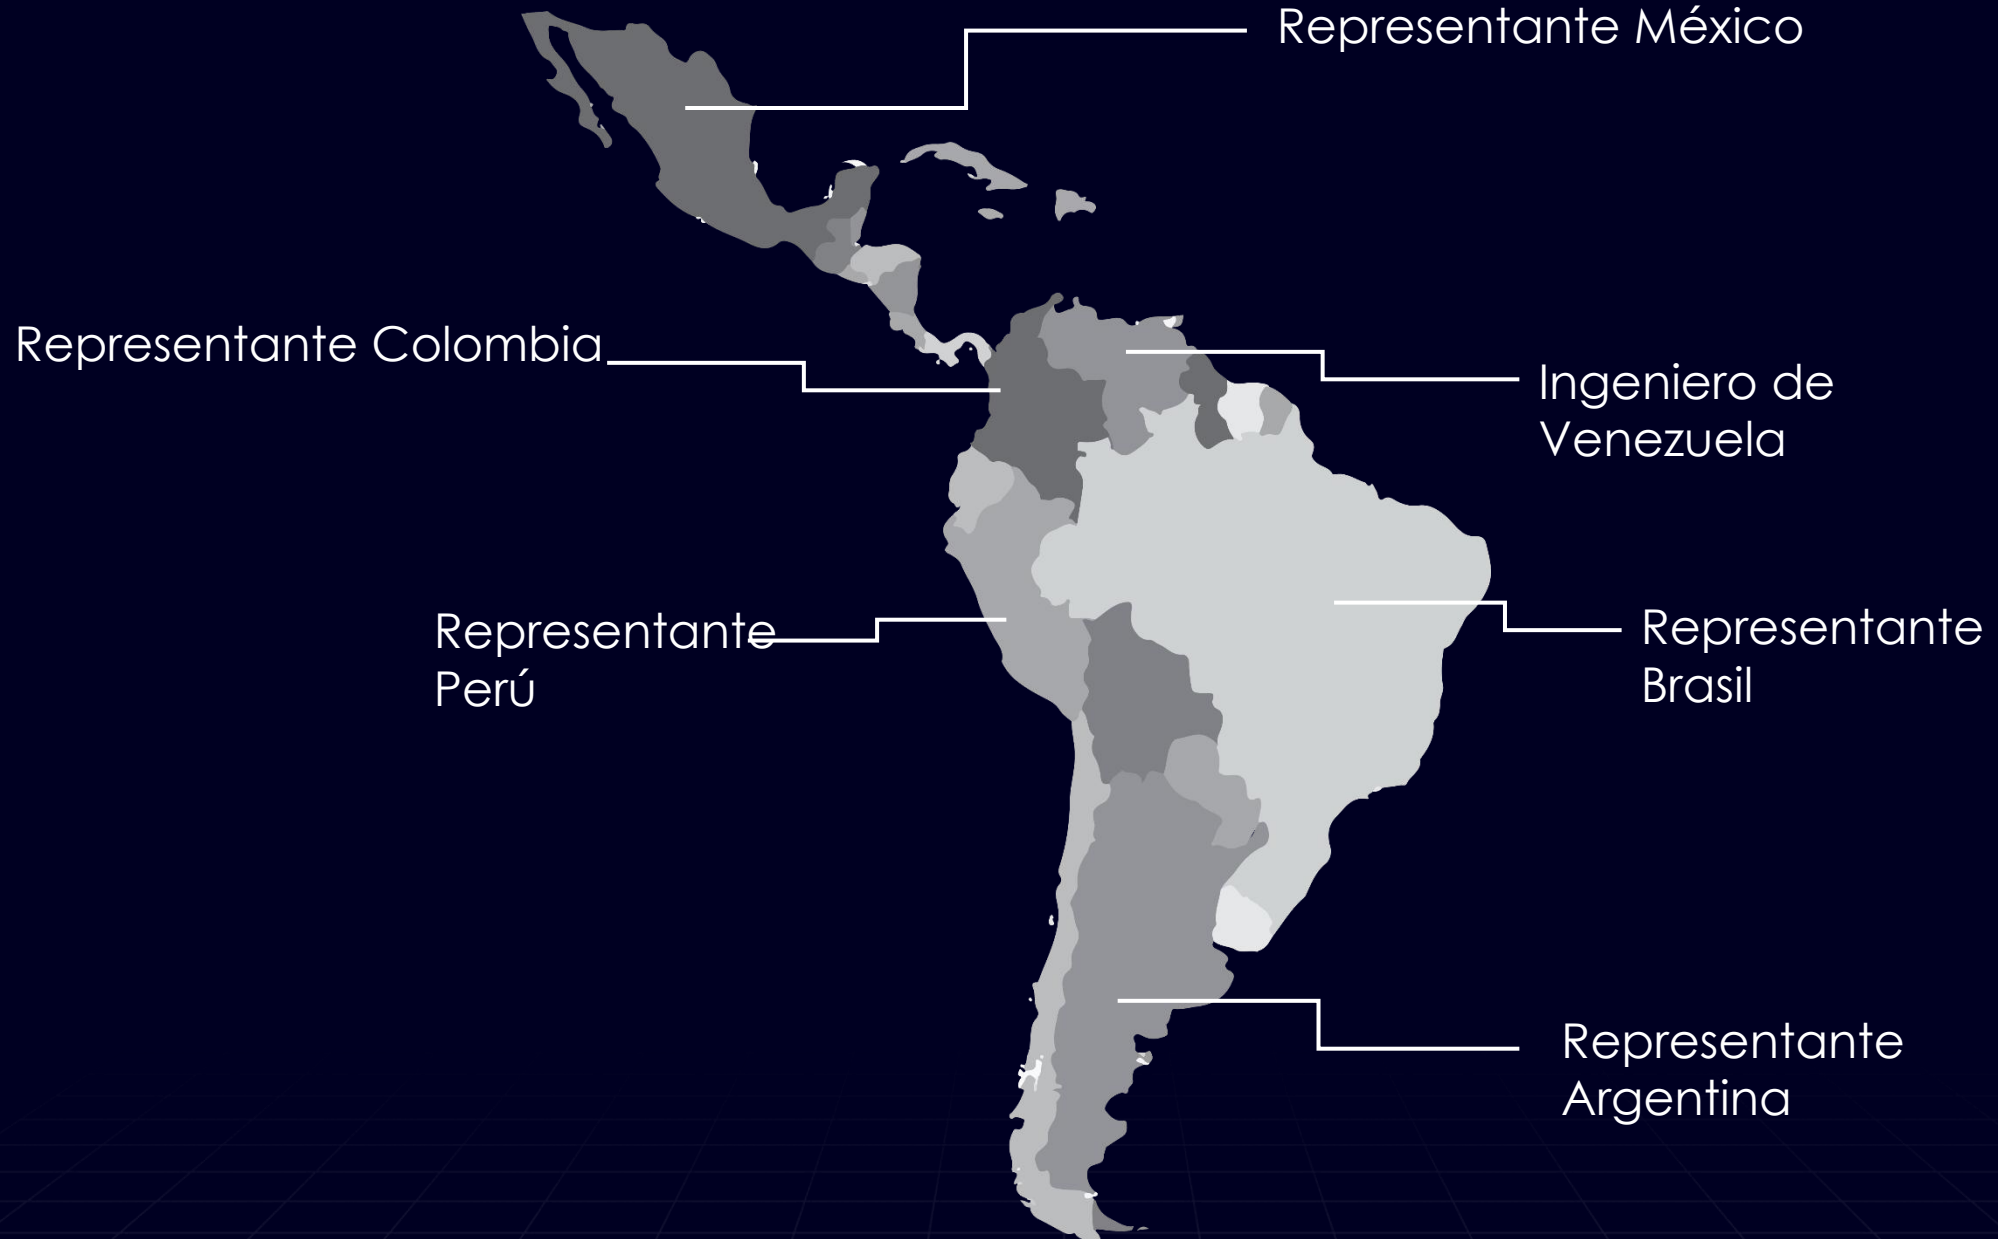 Representante México
Representante Colombia
Ingeniero de
Venezuela
Representante
Perú
Representante
Brasil
Representante
Argentina